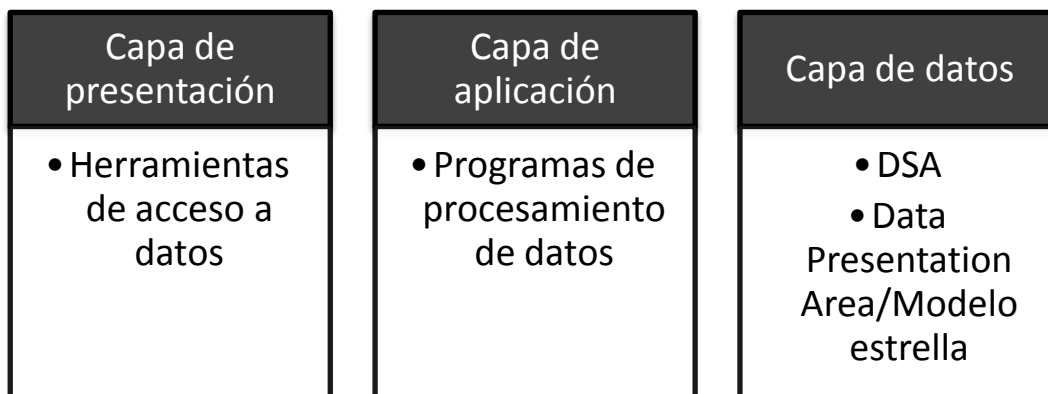 Capa de
presentación
• Herramientas
de acceso a
datos
Capa de
aplicación
• Programas de
procesamiento
de datos
Capa de datos
• DSA
• Data
Presentation
Area/Modelo
estrella